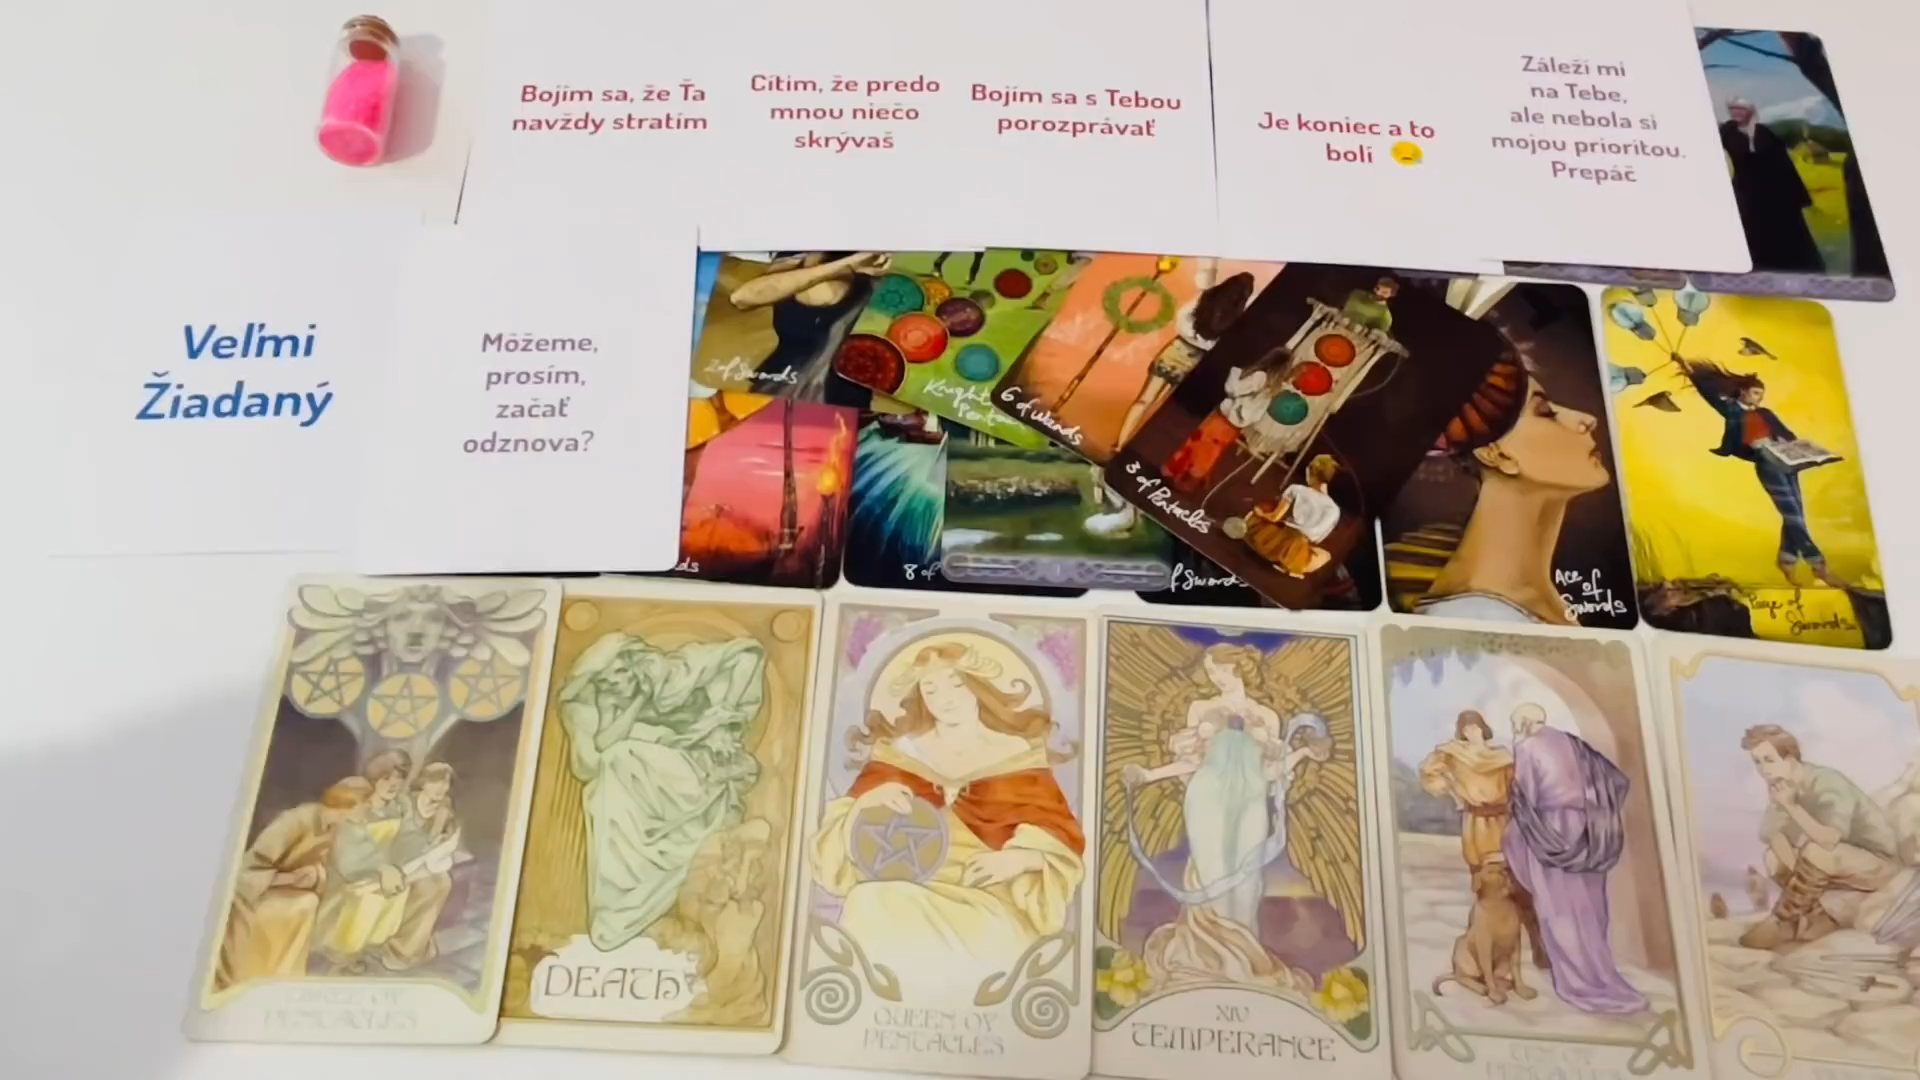 Bojím sa, že Ťa
navždy stratím
Cítim, že predo
mnou niečo
skrývaš
Bojím sa s Tebou
porozprávať
Je koniec a to
bolí 😥
Záleží mi
na Tebe,
ale nebola si
mojou prioritou.
Prepáč
Veľmi
Žiadaný
Môžeme,
prosím,
začať
odznova?
2 of Swords
Knight
6 of Wands
3 of Pentacles
8 of
Swords
Ace
of
Swords
Page of
Swords
PENTACLES
DEATH
QUEEN OF
PENTACLES
XIV
TEMPERANCE